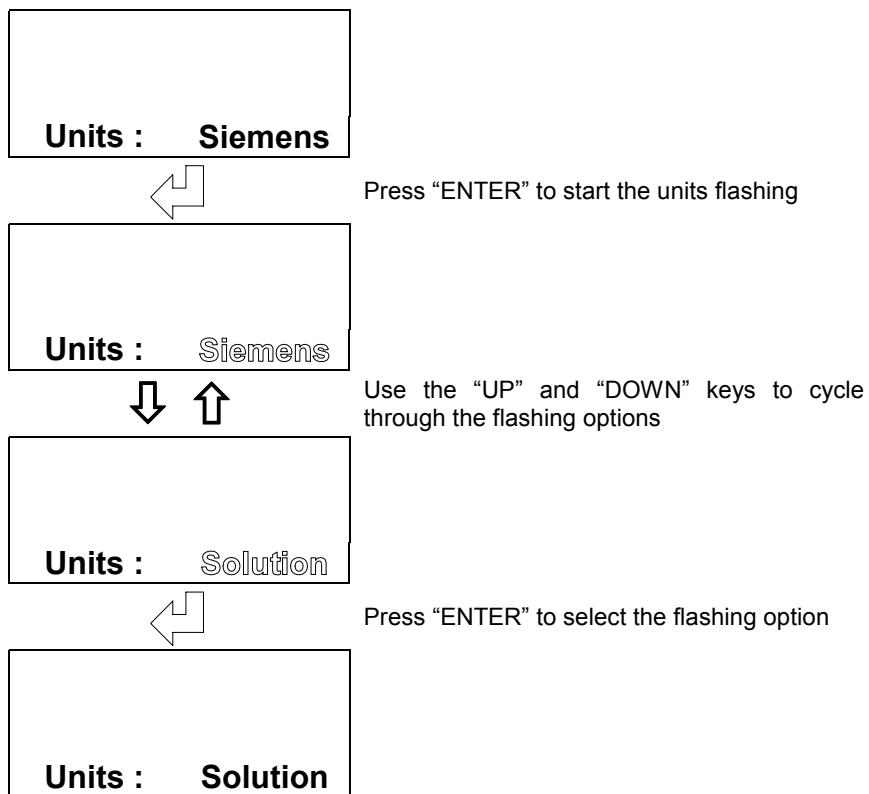 Units : Siemens
Press “ENTER” to start the units flashing
Units : Siemens
Use the “UP” and “DOWN” keys to cycle
through the flashing options
Units : Solution
Press “ENTER” to select the flashing option
Units : Solution